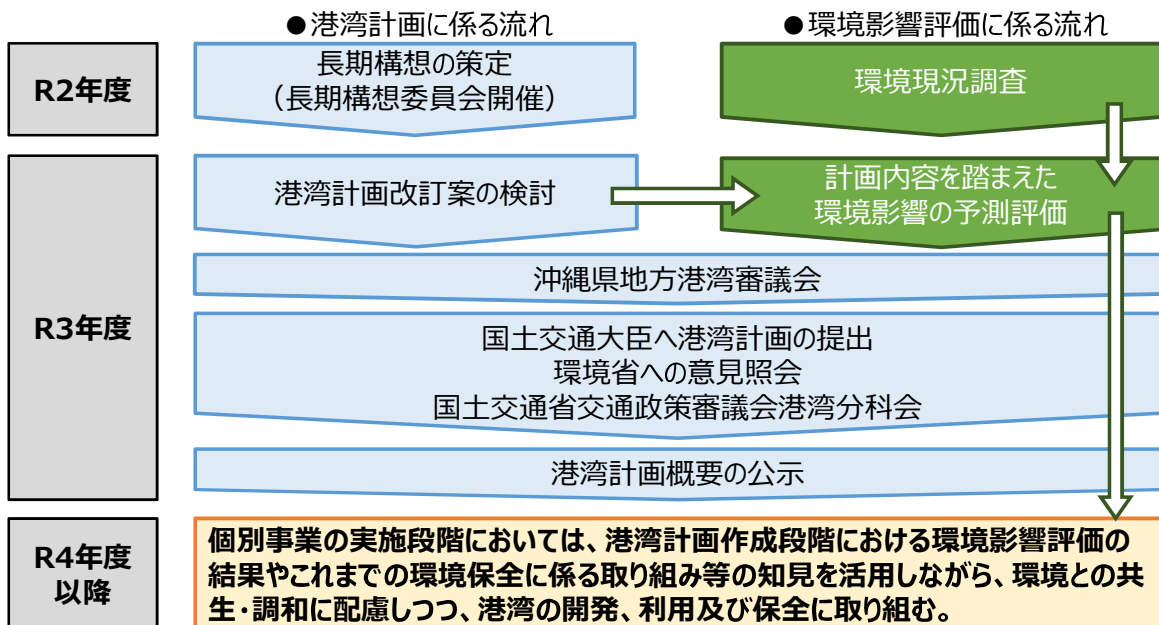 ●港湾計画に係る流れ
●環境影響評価に係る流れ
R2年度
長期構想の策定
（長期構想委員会開催）
環境現況調査
R3年度
港湾計画改訂案の検討
計画内容を踏まえた
環境影響の予測評価
沖縄県地方港湾審議会
国土交通大臣へ港湾計画の提出
環境省への意見照会
国土交通省交通政策審議会港湾分科会
港湾計画概要の公示
R4年度
以降
個別事業の実施段階においては、港湾計画作成段階における環境影響評価の
結果やこれまでの環境保全に係る取り組み等の知見を活用しながら、環境との共
生・調和に配慮しつつ、港湾の開発、利用及び保全に取り組む。